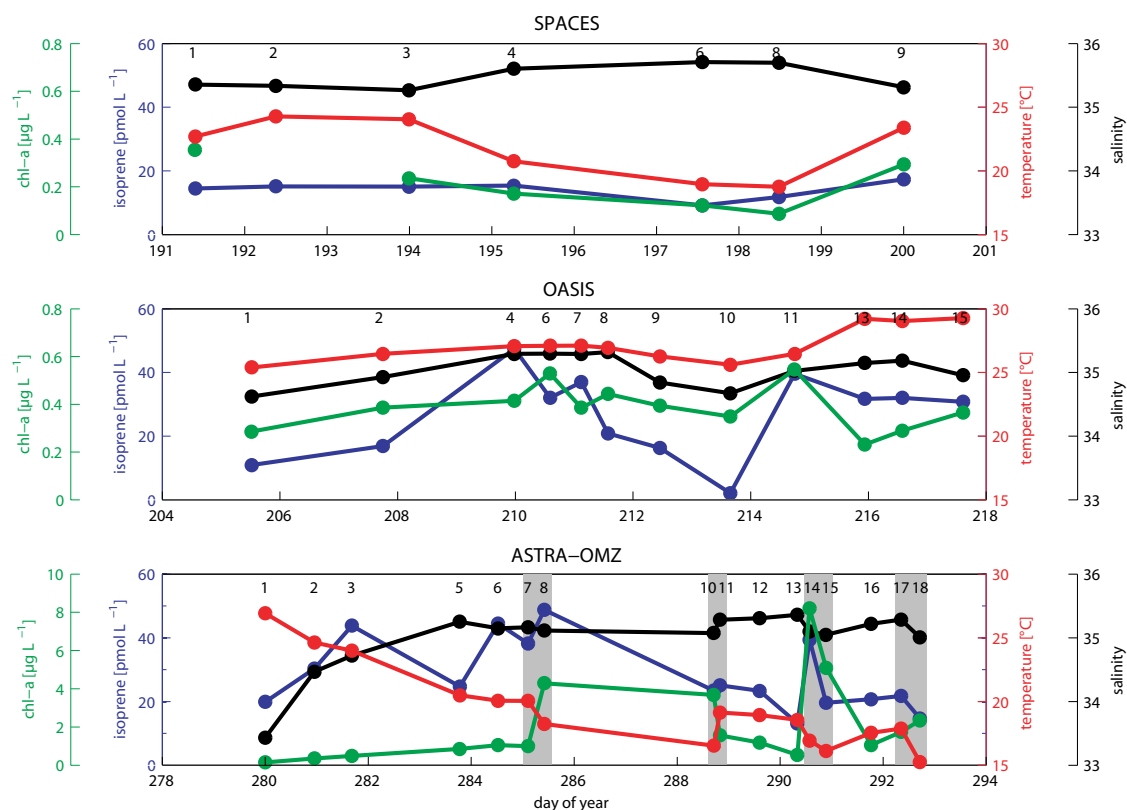 SPACES
0.8 60 30 36
1 2 3 4 6 8 9
0.6
40 25 35
0.4
20 20 34
0.2
0 0 15 33
chl−a [µg L −1]
isoprene [pmol L −1]
temperature [°C]
salinity
191 192 193 194 195 196 197 198 199 200 201
OASIS
0.8 60 30 36
1 2 4 6 7 8 9 10 11 13 14 15
0.6
40 25 35
0.4
20 20 34
0.2
0 0 15 33
chl−a [µg L −1]
isoprene [pmol L −1]
temperature [°C]
salinity
204 206 208 210 212 214 216 218
ASTRA−OMZ
10 60 30 36
1 2 3 5 6 7 8 10 11 12 13 14 15 16 17 18
8
40 25 35
6
4
20 20 34
2
0 0 15 33
chl−a [µg L −1]
isoprene [pmol L −1]
temperature [°C]
salinity
278 280 282 284 286 288 290 292 294
day of year